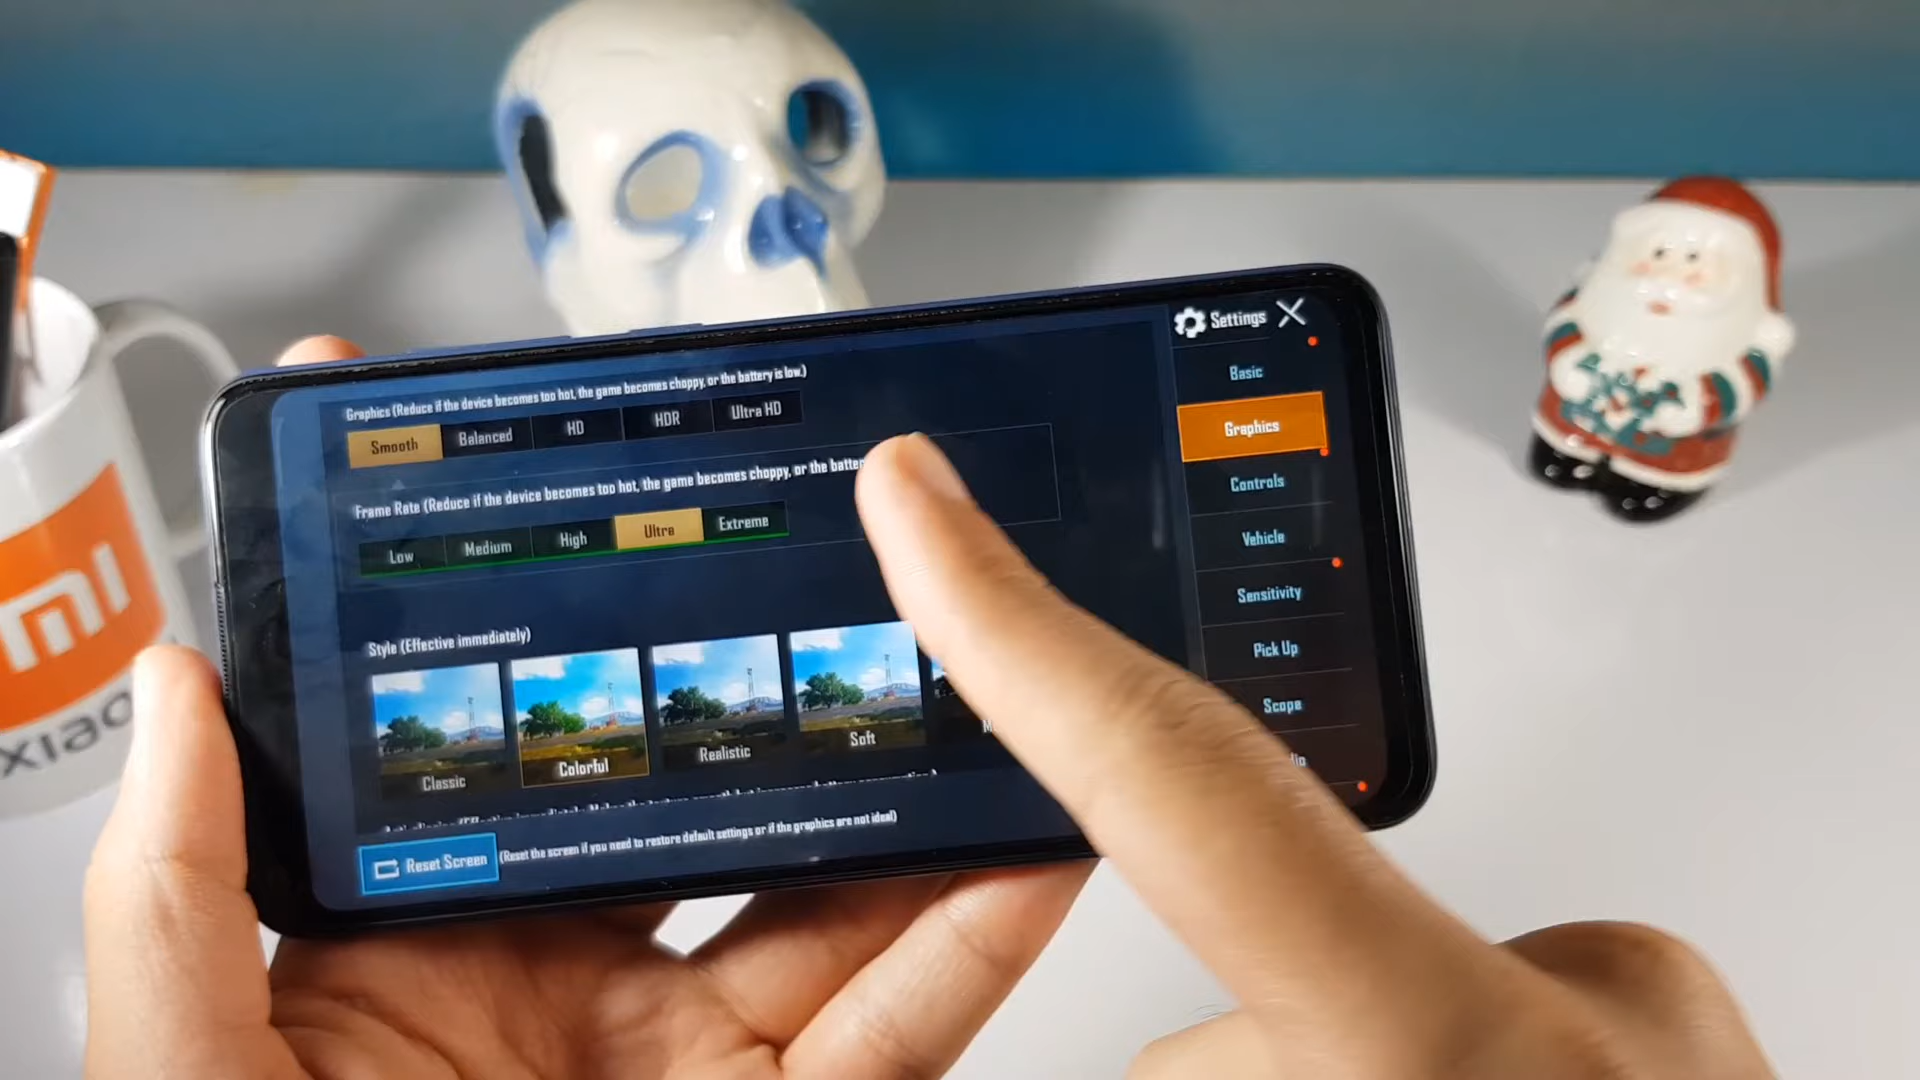 Settings
Graphics (Reduce if the device becomes too hot, the game becomes choppy, or the battery is low.)
Smooth Balanced HD HDR Ultra HD
Frame Rate (Reduce if the device becomes too hot, the game becomes choppy, or the batter
Low Medium High Ultra Extreme
Style (Effective immediately)
Classic Colorful Realistic Soft
Reset Screen (Reset the screen if you need to restore default settings or if the graphics are not ideal)
Basic
Graphics
Controls
Vehicle
Sensitivity
Pick Up
Scope
mi
xiao